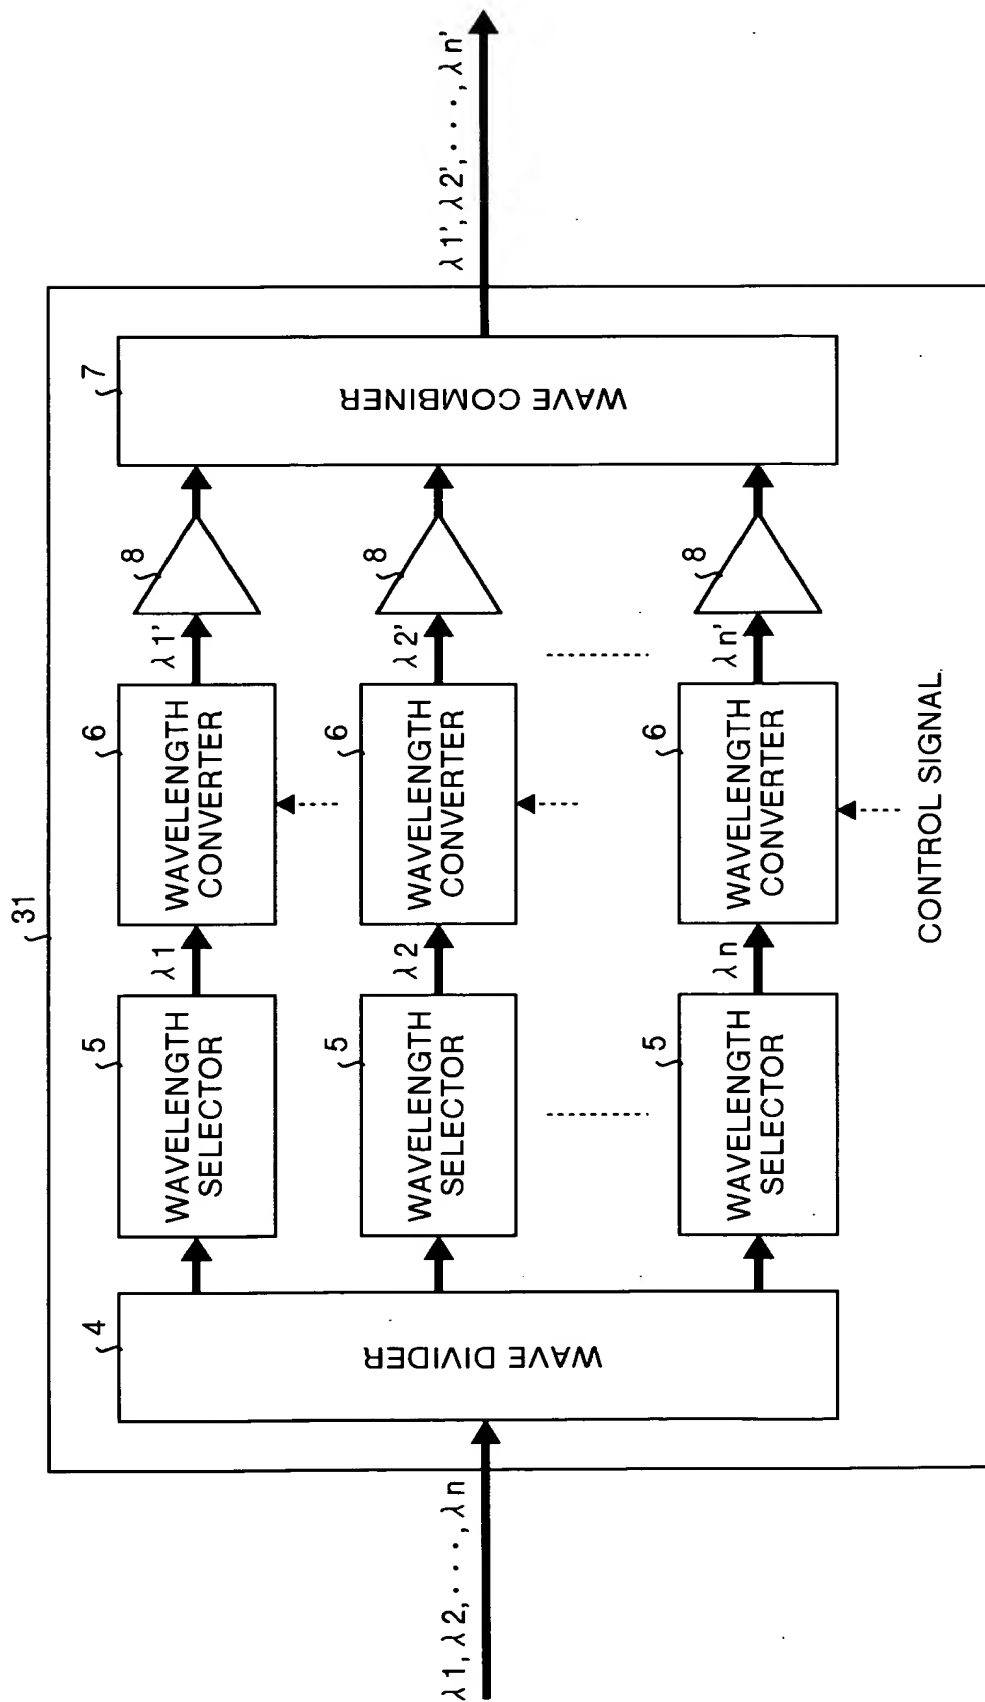 31
λ1, λ2, · · · , λn
4
WAVE DIVIDER
5
WAVELENGTH
SELECTOR
λ1
6
WAVELENGTH
CONVERTER
λ1'
8
5
WAVELENGTH
SELECTOR
λ2
6
WAVELENGTH
CONVERTER
λ2'
8
5
WAVELENGTH
SELECTOR
λn
6
WAVELENGTH
CONVERTER
λn'
8
CONTROL SIGNAL
7
WAVE COMBINER
λ1', λ2', · · · , λn'